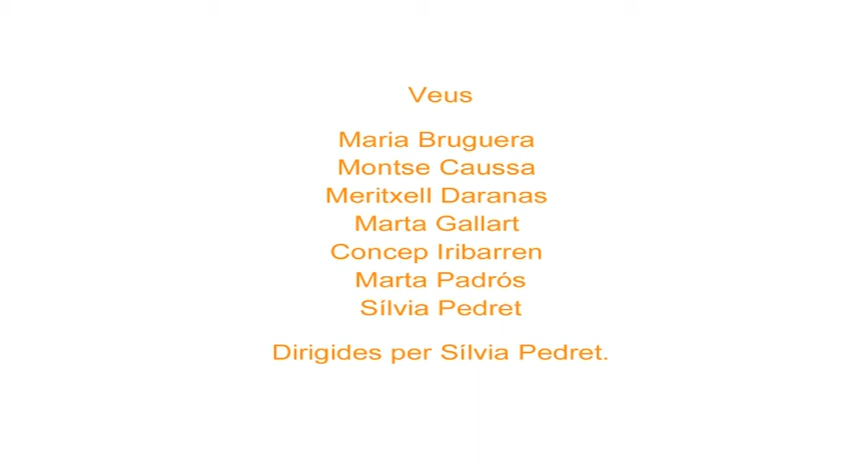 Veus
Maria Bruguera
Montse Caussa
Meritxell Daranas
Marta Gallart
Concep Iribarren
Marta Padrós
Sílvia Pedret
Dirigides per Sílvia Pedret.